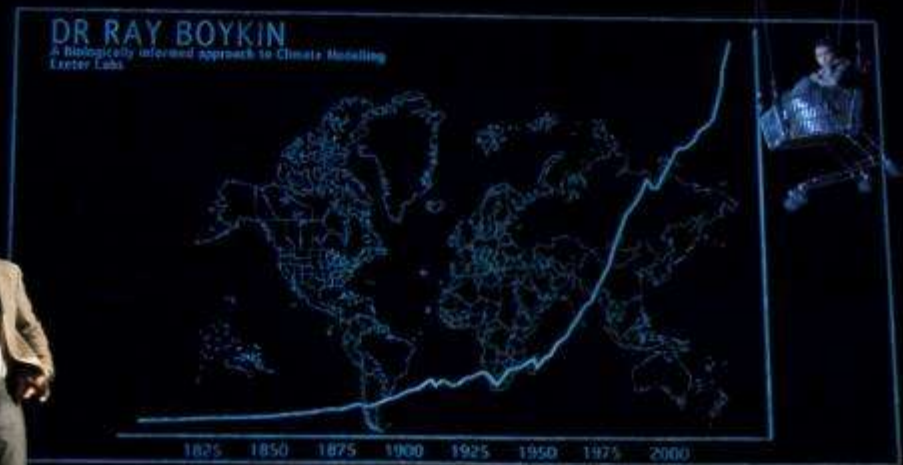 DR RAY BOYKIN
A biologically informed approach to Climate Modelling
Exeter Labs
1825 1850 1875 1900 1925 1950 1975 2000